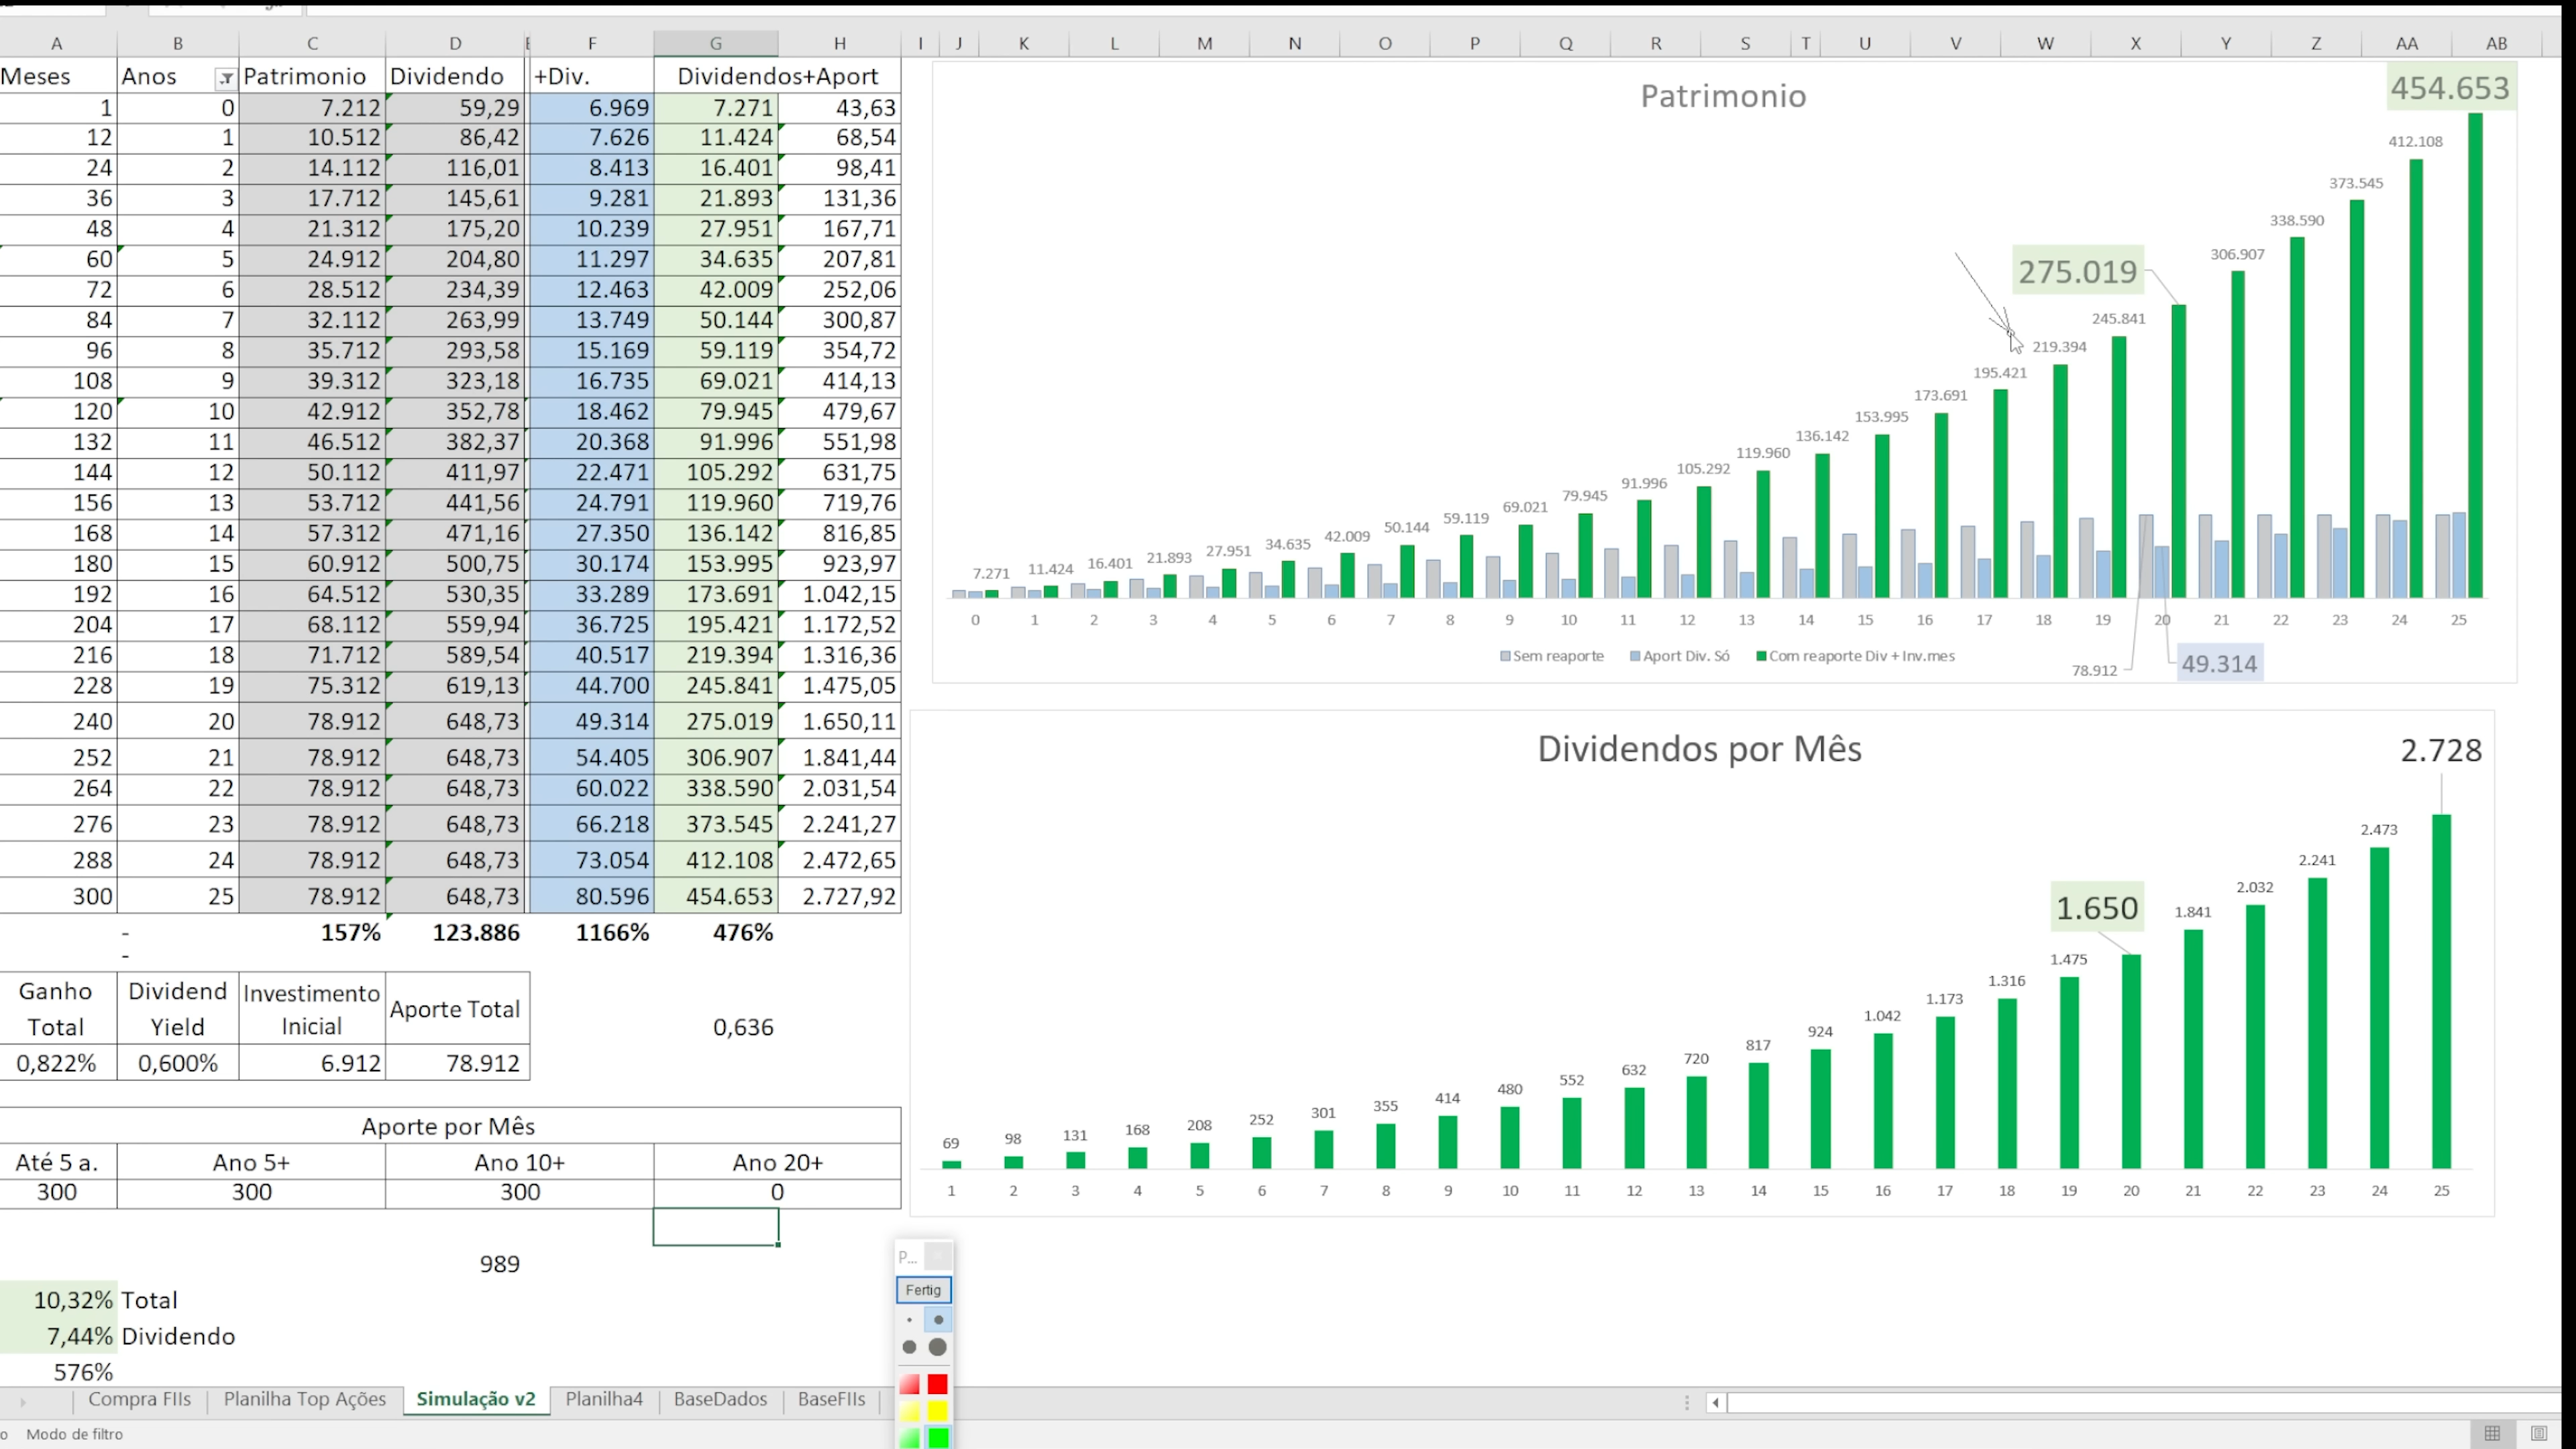 A B C D F G H I J K L M N O P Q R S T U V W X Y Z AA AB
Meses Anos Patrimonio Dividendo +Div. Dividendos+Aport
1 0 7.212 59,29 6.969 7.271 43,63
12 1 10.512 86,42 7.626 11.424 68,54
24 2 14.112 116,01 8.413 16.401 98,41
36 3 17.712 145,61 9.281 21.893 131,36
48 4 21.312 175,20 10.239 27.951 167,71
60 5 24.912 204,80 11.297 34.635 207,81
72 6 28.512 234,39 12.463 42.009 252,06
84 7 32.112 263,99 13.749 50.144 300,87
96 8 35.712 293,58 15.169 59.119 354,72
108 9 39.312 323,18 16.735 69.021 414,13
120 10 42.912 352,78 18.462 79.945 479,67
132 11 46.512 382,37 20.368 91.996 551,98
144 12 50.112 411,97 22.471 105.292 631,75
156 13 53.712 441,56 24.791 119.960 719,76
168 14 57.312 471,16 27.350 136.142 816,85
180 15 60.912 500,75 30.174 153.995 923,97
192 16 64.512 530,35 33.289 173.691 1.042,15
204 17 68.112 559,94 36.725 195.421 1.172,52
216 18 71.712 589,54 40.517 219.394 1.316,36
228 19 75.312 619,13 44.700 245.841 1.475,05
240 20 78.912 648,73 49.314 275.019 1.650,11
252 21 78.912 648,73 54.405 306.907 1.841,44
264 22 78.912 648,73 60.022 338.590 2.031,54
276 23 78.912 648,73 66.218 373.545 2.241,27
288 24 78.912 648,73 73.054 412.108 2.472,65
300 25 78.912 648,73 80.596 454.653 2.727,92
- 157% 123.886 1166% 476%
-
Ganho Total Dividend Yield Investimento Inicial Aporte Total
0,636
0,822% 0,600% 6.912 78.912
Aporte por Mês
Até 5 a. Ano 5+ Ano 10+ Ano 20+
300 300 300 0
989
10,32% Total
7,44% Dividendo
576%
Patrimonio
7.271 11.424 16.401 21.893 27.951 34.635 42.009 50.144 59.119 69.021 79.945 91.996 105.292 119.960 136.142 153.995 173.691 195.421 219.394 245.841 275.019 306.907 338.590 373.545 412.108 454.653
0 1 2 3 4 5 6 7 8 9 10 11 12 13 14 15 16 17 18 19 20 21 22 23 24 25
Sem reaporte Aport Div. Só Com reaporte Div + Inv.mes
78.912 49.314
Dividendos por Mês
69 98 131 168 208 252 301 355 414 480 552 632 720 817 924 1.042 1.173 1.316 1.475 1.650 1.841 2.032 2.241 2.473 2.728
1 2 3 4 5 6 7 8 9 10 11 12 13 14 15 16 17 18 19 20 21 22 23 24 25
P...
Fertig
Compra FIIs Planilha Top Ações Simulação v2 Planilha4 BaseDados BaseFIIs
o Modo de filtro